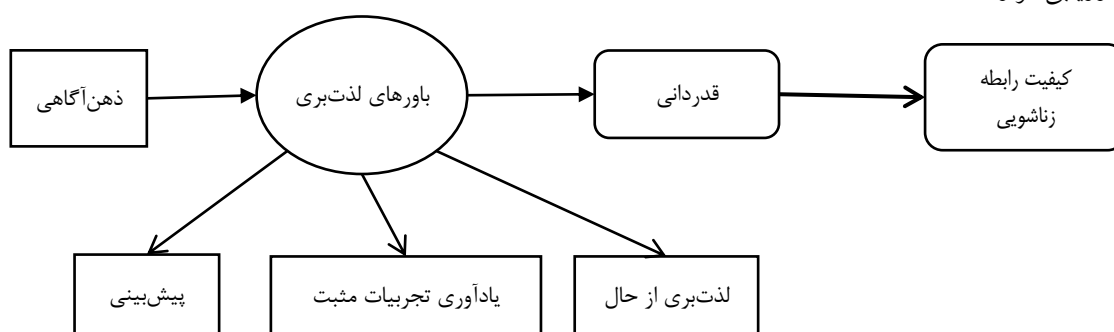 ذهن‌آگاهی
باورهای لذت‌بری
قدردانی
کیفیت رابطه
زناشویی
پیش‌بینی
یادآوری تجربیات مثبت
لذت‌بری از حال